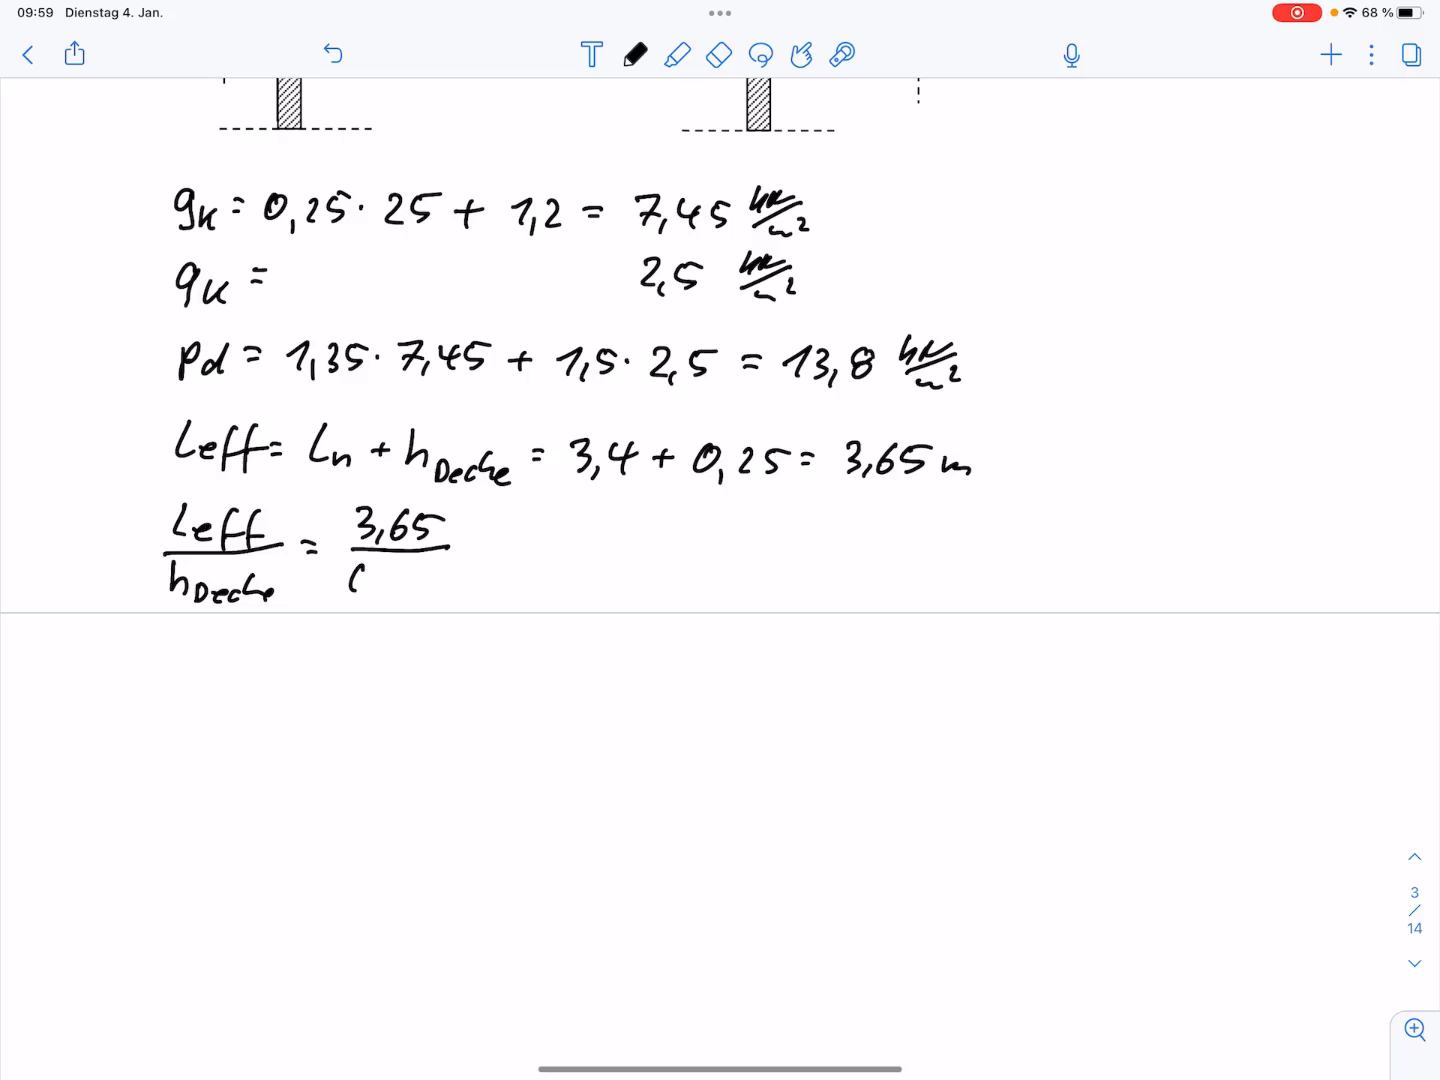 09:59 Dienstag 4. Jan.
68 %
gk = 0,25 · 25 + 1,2 = 7,45 kN/m²
qk = 2,5 kN/m²
pd = 1,35 · 7,45 + 1,5 · 2,5 = 13,8 kN/m²
Leff = Ln + hDecke = 3,4 + 0,25 = 3,65 m
Leff/hDecke = 3,65/
3
/
14